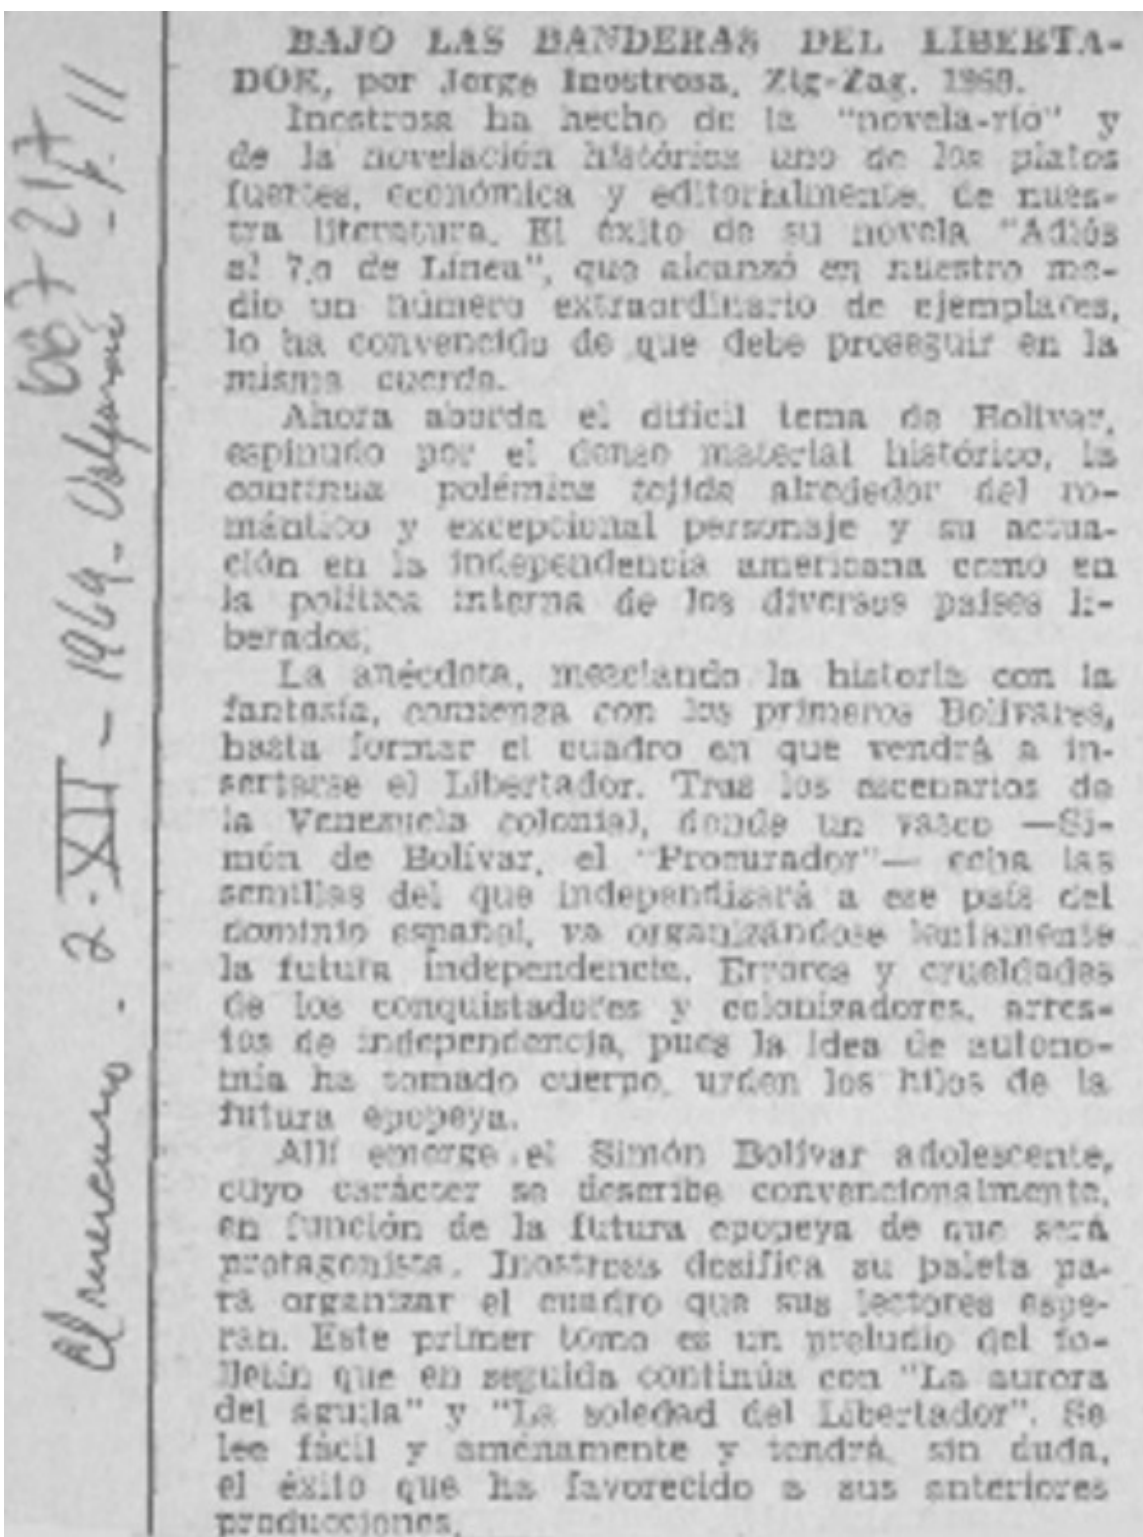 BAJO LAS BANDERAS DEL LIBERTA-
DOR, por Jorge Inostrosa, Zig-Zag. 1968.
Inostrosa ha hecho de la "novela-río" y
de la novelación histórica uno de los platos
fuertes, económica y editorialmente, de nues-
tra literatura. El éxito de su novela "Adiós
al 7.o de Línea", que alcanzó en nuestro me-
dio un número extraordinario de ejemplares,
lo ha convencido de que debe proseguir en la
misma cuerda.
Ahora aborda el difícil tema de Bolívar,
espinudo por el denso material histórico, la
continua polémica tejida alrededor del ro-
mántico y excepcional personaje y su actua-
ción en la independencia americana como en
la política interna de los diversos países li-
berados.
La anécdota, mezclando la historia con la
fantasía, comienza con los primeros Bolívares,
hasta formar el cuadro en que vendrá a in-
sertarse el Libertador. Tras los escenarios de
la Venezuela colonial, donde un vasco —Si-
món de Bolívar, el "Procurador"— echa las
semillas del que independizará a ese país del
dominio español, va organizándose lentamente
la futura independencia. Errores y crueldades
de los conquistadores y colonizadores, arres-
tos de independencia, pues la idea de autono-
mía ha tomado cuerpo, urden los hilos de la
futura epopeya.
Allí emerge el Simón Bolívar adolescente,
cuyo carácter se describe convencionalmente,
en función de la futura epopeya de que será
protagonista. Inostrosa dosifica su paleta pa-
ra organizar el cuadro que sus lectores espe-
ran. Este primer tomo es un preludio del fo-
lletín que en seguida continúa con "La aurora
del águila" y "La soledad del Libertador". Se
lee fácil y amenamente y tendrá, sin duda,
el éxito que ha favorecido a sus anteriores
producciones.
El Mercurio. 2-XII-1969- Valparaíso - p. 11
687217